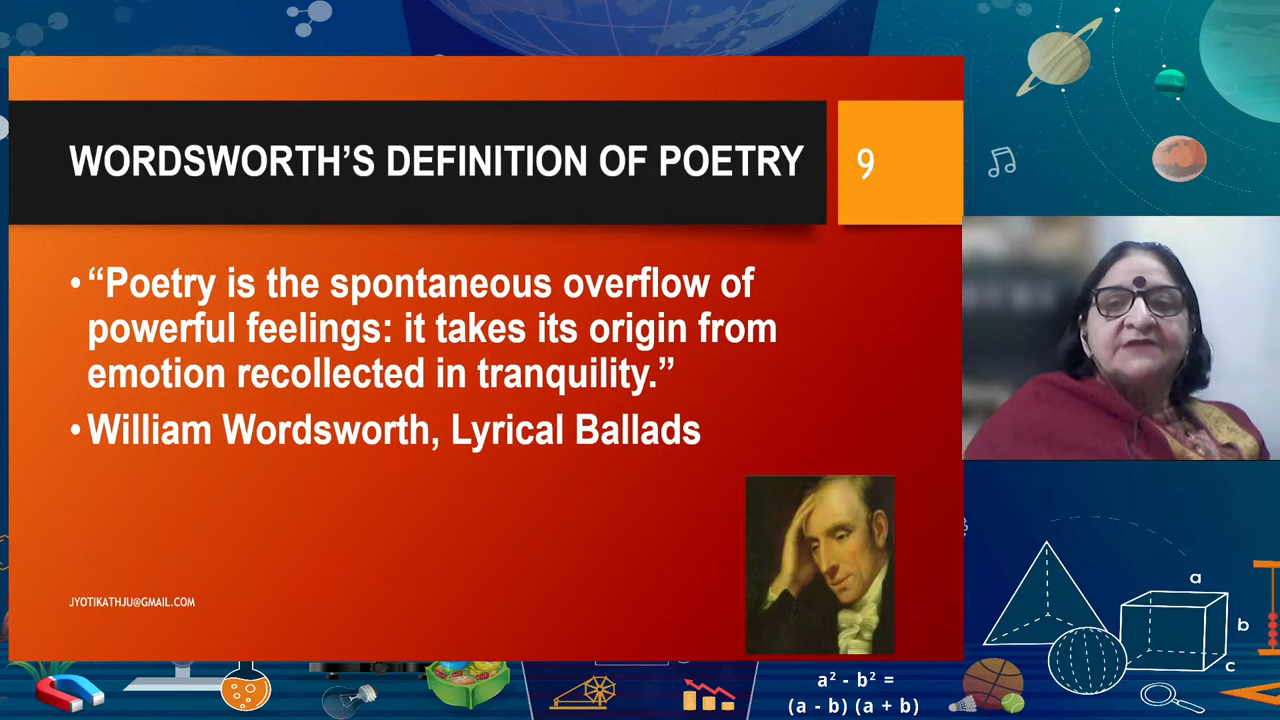 WORDSWORTH’S DEFINITION OF POETRY
9
• “Poetry is the spontaneous overflow of
powerful feelings: it takes its origin from
emotion recollected in tranquility.”
• William Wordsworth, Lyrical Ballads
JYOTIKATHJU@GMAIL.COM
a
b
c
a² - b² =
(a - b) (a + b)